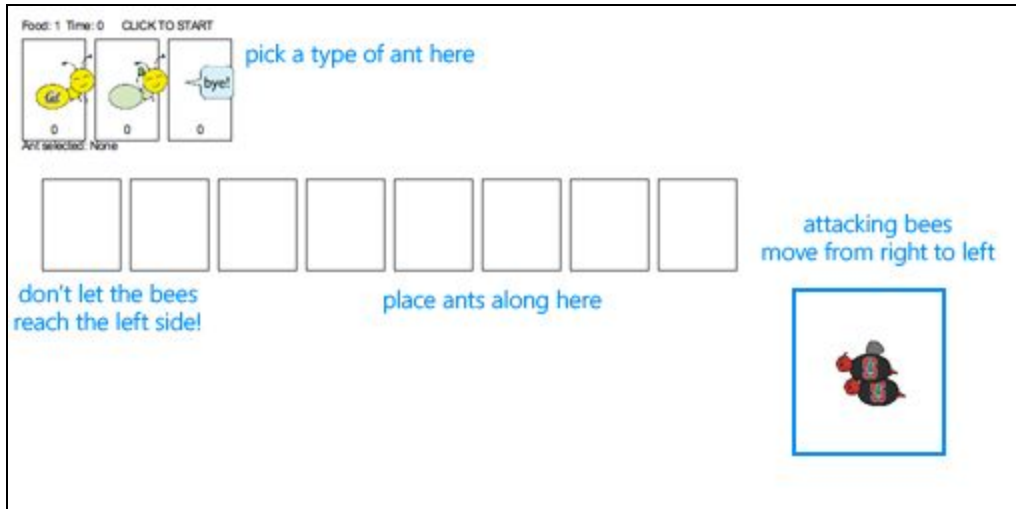 Food: 1 Time: 0 CLICK TO START
pick a type of ant here
Cal
bye!
0 0 0
Ant selected: None
attacking bees
move from right to left
don't let the bees
reach the left side!
place ants along here
S
S